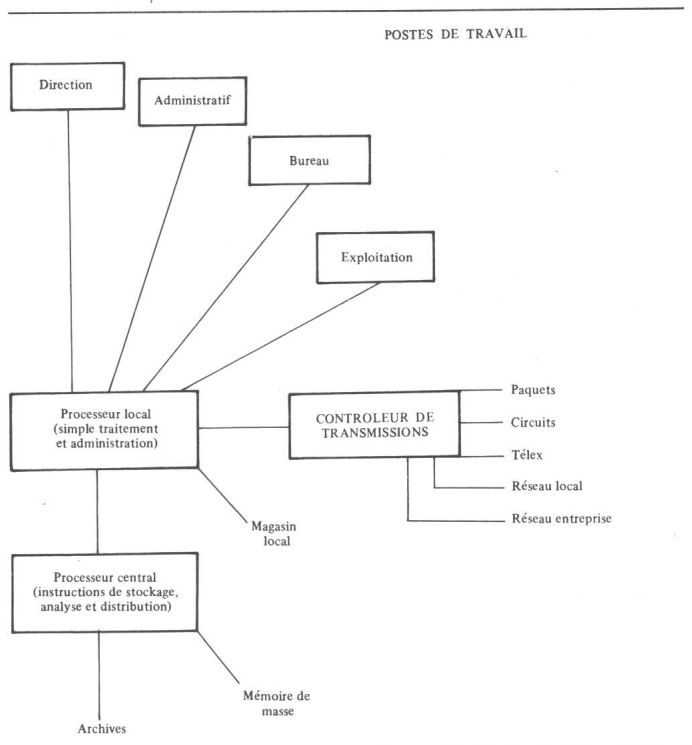 POSTES DE TRAVAIL
Direction
Administratif
Bureau
Exploitation
Processeur local
(simple traitement
et administration)
CONTROLEUR DE
TRANSMISSIONS
Paquets
Circuits
Télex
Réseau local
Réseau entreprise
Magasin
local
Processeur central
(instructions de stockage,
analyse et distribution)
Mémoire de
masse
Archives